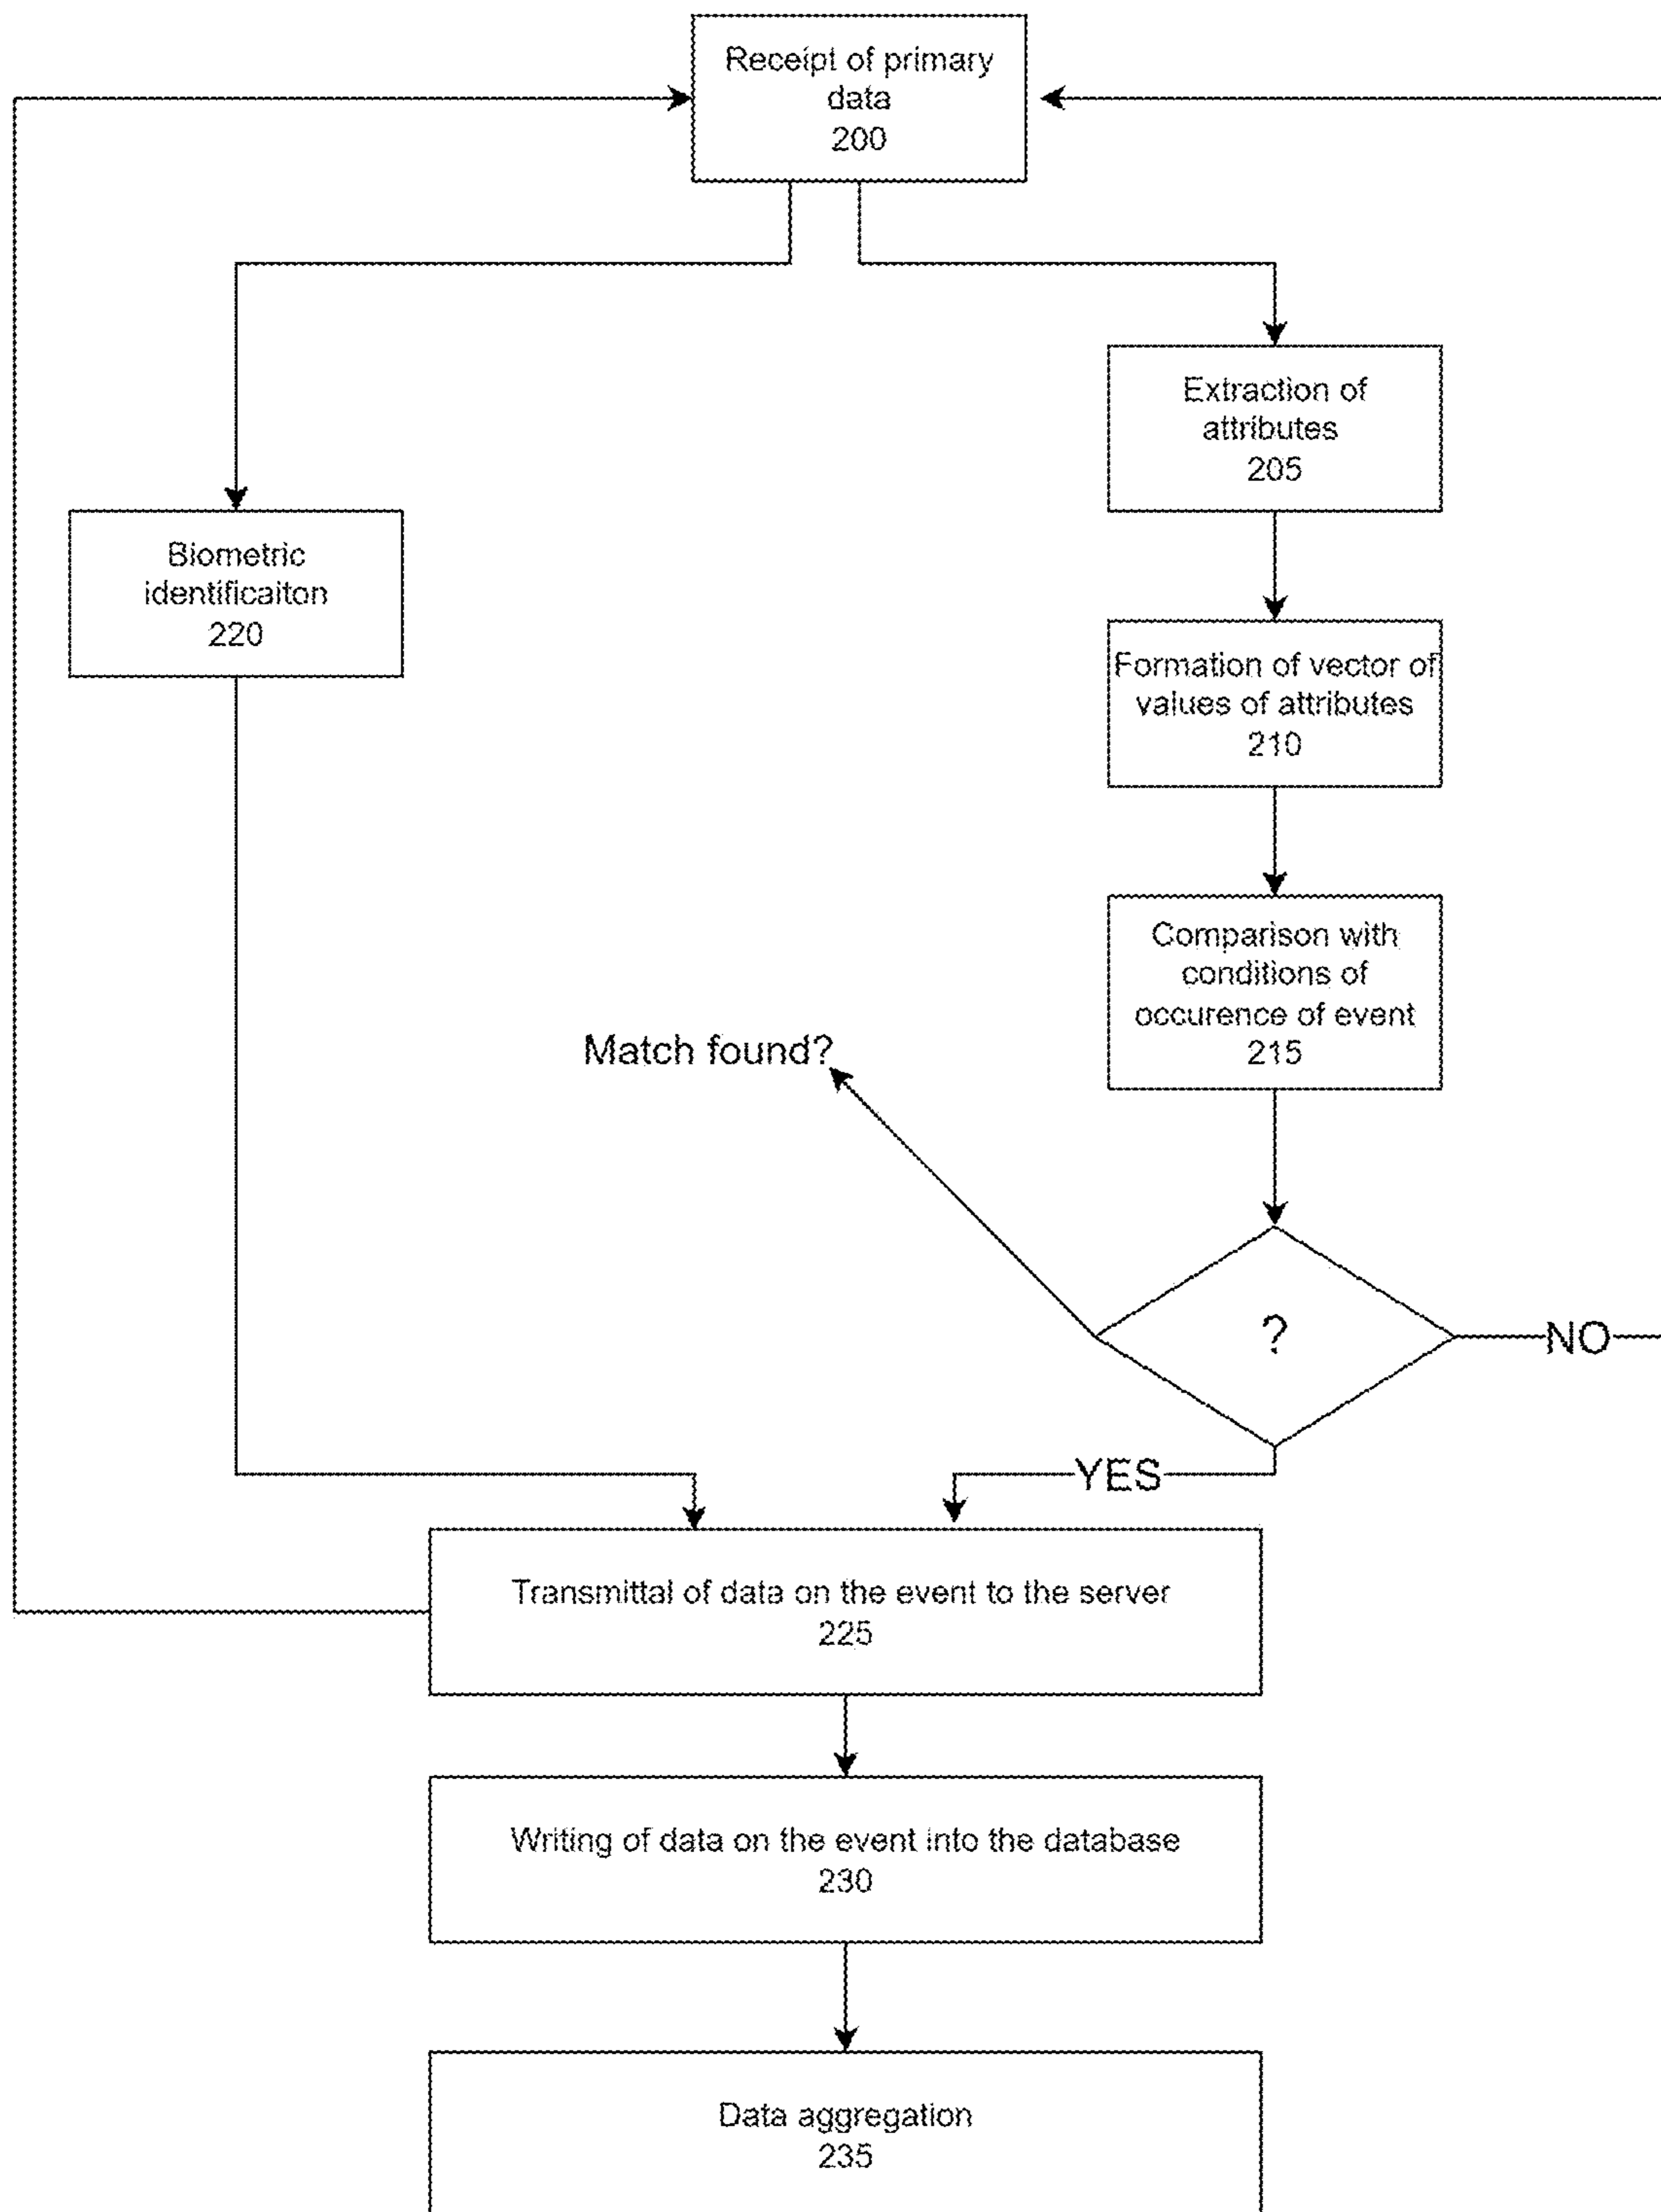 Receipt of primary
data
200
Extraction of
attributes
205
Biometric
identificaiton
220
Formation of vector of
values of attributes
210
Comparison with
conditions of
occurence of event
215
Match found?
?
NO
YES
Transmittal of data on the event to the server
225
Writing of data on the event into the database
230
Data aggregation
235